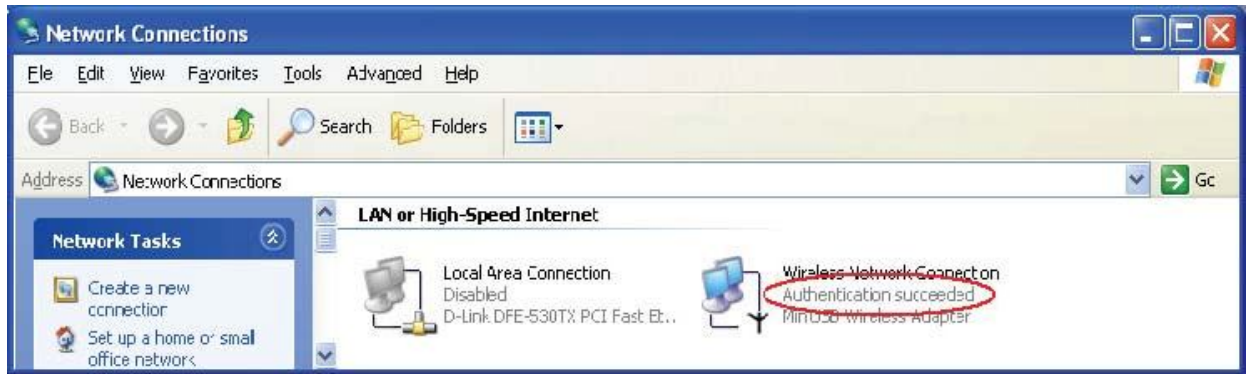 Network Connections
File Edit View Favorites Tools Advanced Help
Back Search Folders
Address Network Connections Go
Network Tasks
Create a new
connection
Set up a home or small
office network
LAN or High-Speed Internet
Local Area Connection
Disabled
D-Link DFE-530TX PCI Fast Et...
Wireless Network Connection
Authentication succeeded
MiniUSB Wireless Adapter